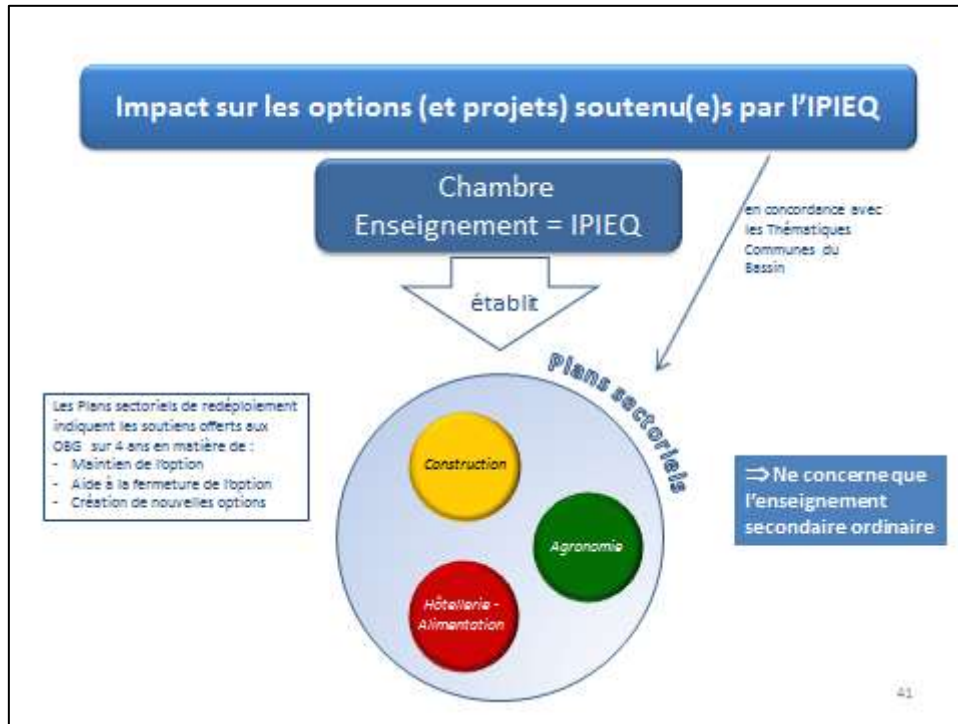 Impact sur les options (et projets) soutenu(e)s par l'IPIEQ
Chambre
Enseignement = IPIEQ
en concordance avec
les Thématiques
Communes du
Bassin
établit
Plans sectoriels
Les Plans sectoriels de redéploiement
indiquent les soutiens offerts aux
OBG sur 4 ans en matière de :
- Maintien de l'option
- Aide à la fermeture de l'option
- Création de nouvelles options
Construction
Agronomie
Hôtellerie -
Alimentation
⇒ Ne concerne que
l'enseignement
secondaire ordinaire
41